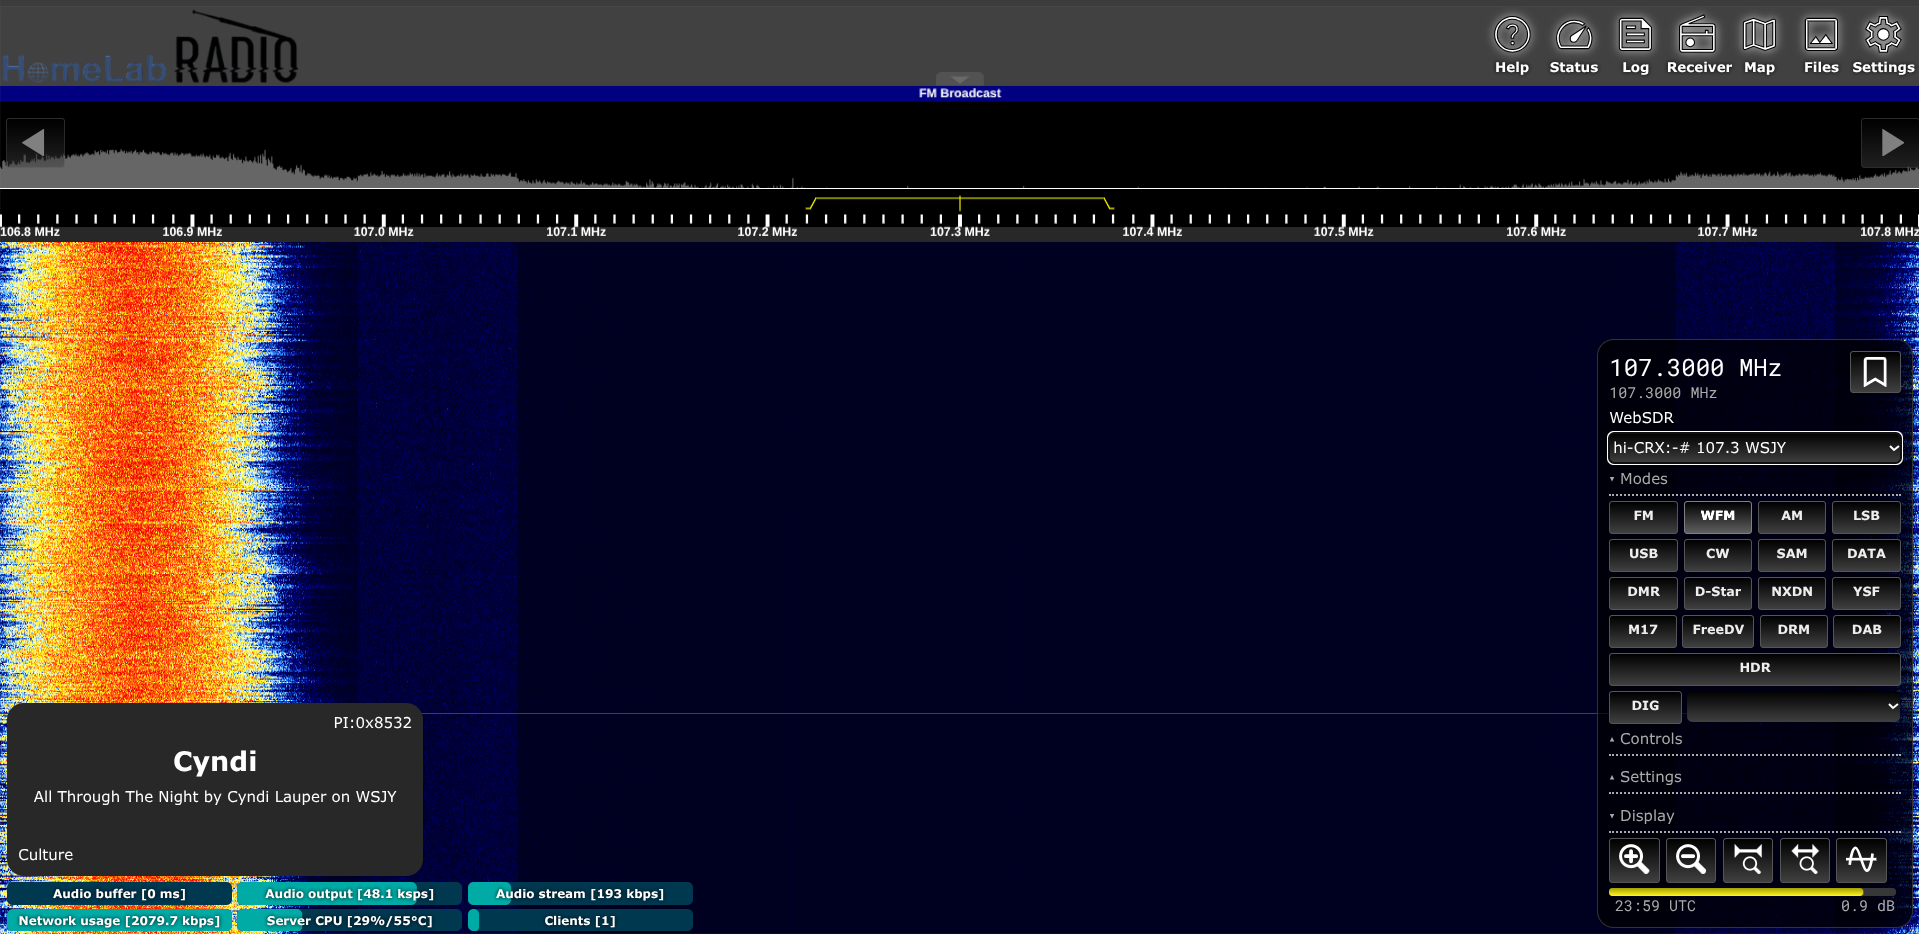 HomeLab RADIO
Help Status Log Receiver Map Files Settings
FM Broadcast
106.8 MHz 106.9 MHz 107.0 MHz 107.1 MHz 107.2 MHz 107.3 MHz 107.4 MHz 107.5 MHz 107.6 MHz 107.7 MHz 107.8 MHz
107.3000 MHz
107.3000 MHz
WebSDR
hi-CRX:-# 107.3 WSJY
Modes
FM WFM AM LSB
USB CW SAM DATA
DMR D-Star NXDN YSF
M17 FreeDV DRM DAB
HDR
DIG
Controls
Settings
Display
23:59 UTC 0.9 dB
PI:0x8532
Cyndi
All Through The Night by Cyndi Lauper on WSJY
Culture
Audio buffer [0 ms] Audio output [48.1 ksps] Audio stream [193 kbps]
Network usage [2079.7 kbps] Server CPU [29%/55°C] Clients [1]